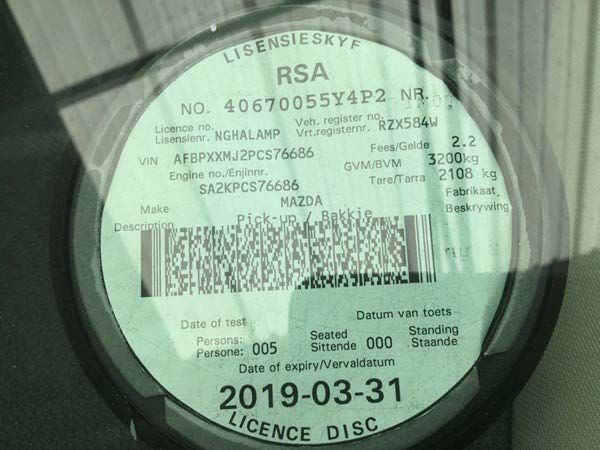 LISENSIESKYF
RSA
NO. 40670055Y4P2 NR.
Licence no. Lisensienr. NGHALAMP Veh. register no. Vrt.registernr. RZX584W
VIN AFBPXXMJ2PCS76686 Fees/Gelde 2.2
Engine no./Enjinnr. GVM/BVM 3200kg
SA2KPCS76686 Tare/Tarra 2108 kg
Make MAZDA Fabrikaat
Description Pick-up / Bakkie Beskrywing
Date of test Datum van toets
Persons: Seated Standing
Persone: 005 Sittende 000 Staande
Date of expiry/Vervaldatum
2019-03-31
LICENCE DISC